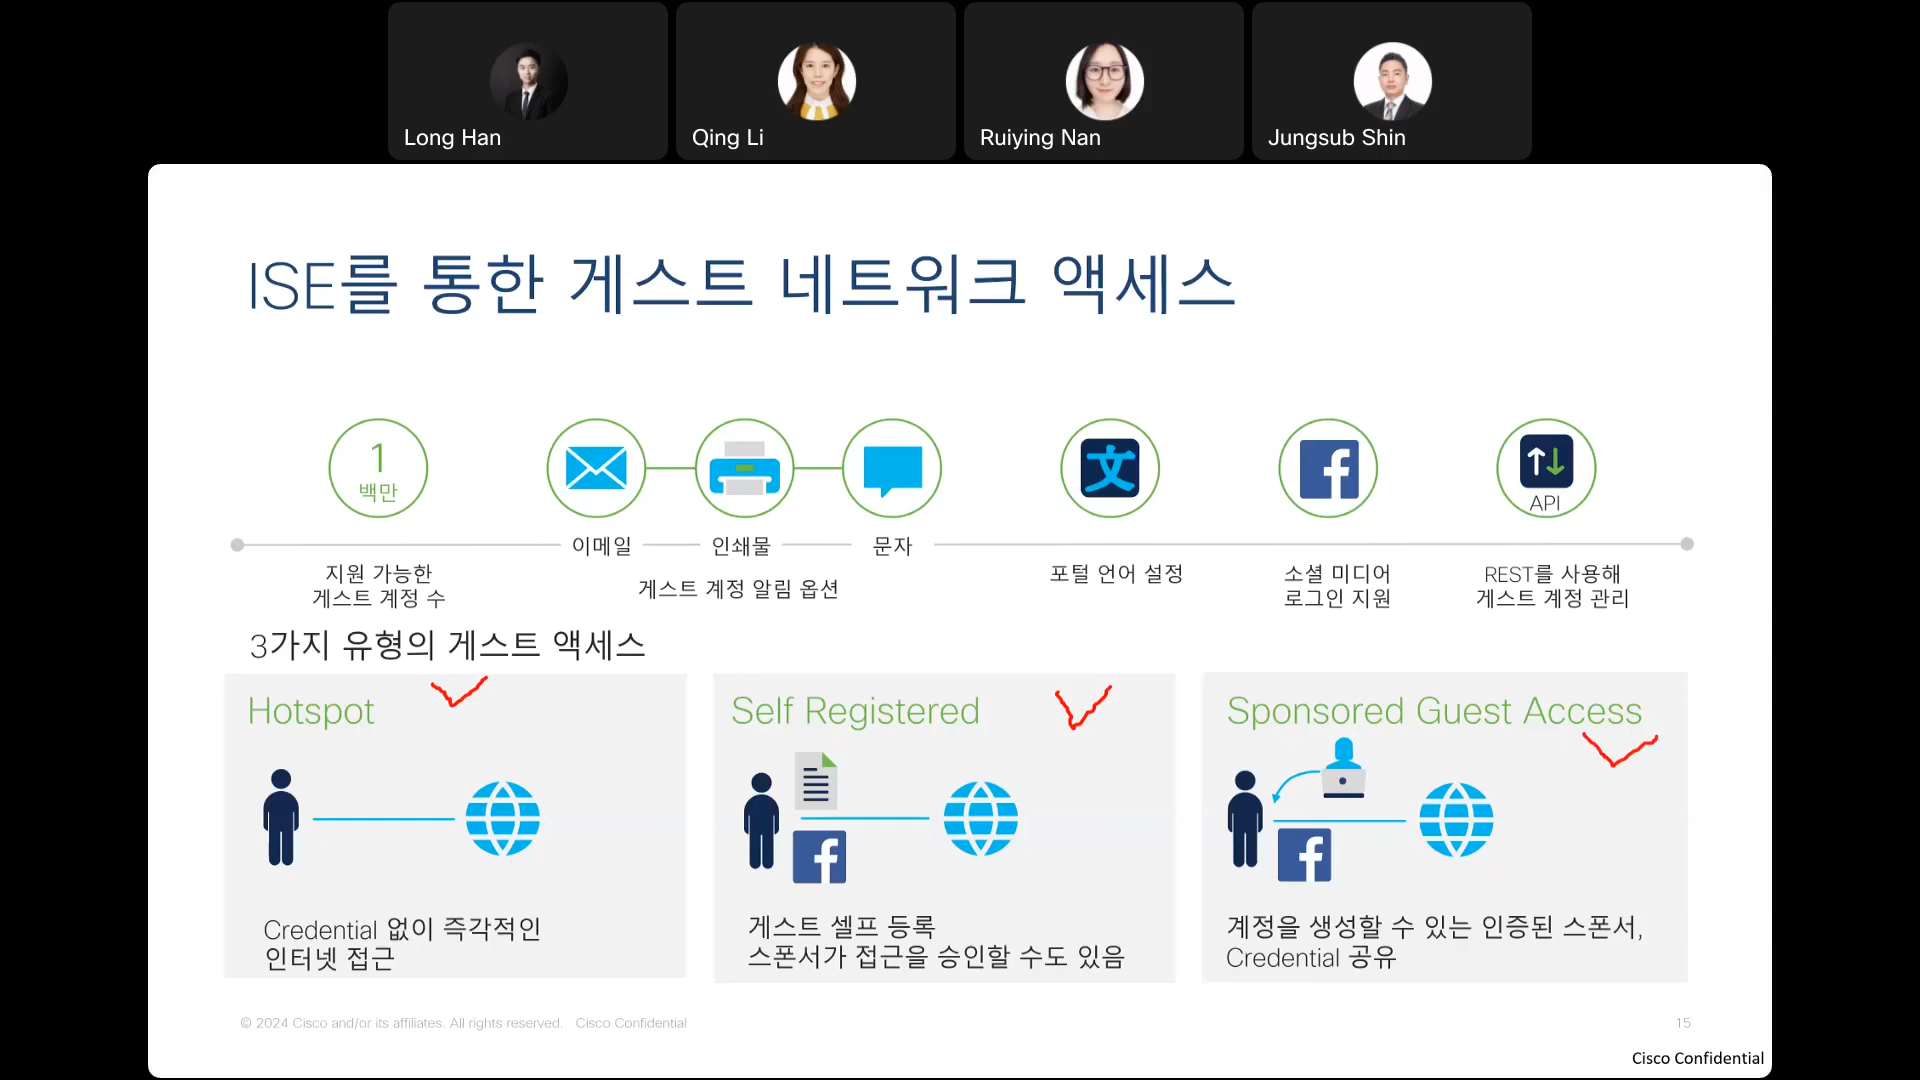 Long Han
Qing Li
Ruiying Nan
Jungsub Shin
ISE를 통한 게스트 네트워크 액세스
1
백만
文
API
이메일
인쇄물
문자
지원 가능한
게스트 계정 수
게스트 계정 알림 옵션
포털 언어 설정
소셜 미디어
로그인 지원
REST를 사용해
게스트 계정 관리
3가지 유형의 게스트 액세스
Hotspot
Credential 없이 즉각적인
인터넷 접근
Self Registered
게스트 셀프 등록
스폰서가 접근을 승인할 수도 있음
Sponsored Guest Access
계정을 생성할 수 있는 인증된 스폰서,
Credential 공유
© 2024 Cisco and/or its affiliates. All rights reserved. Cisco Confidential
15
Cisco Confidential